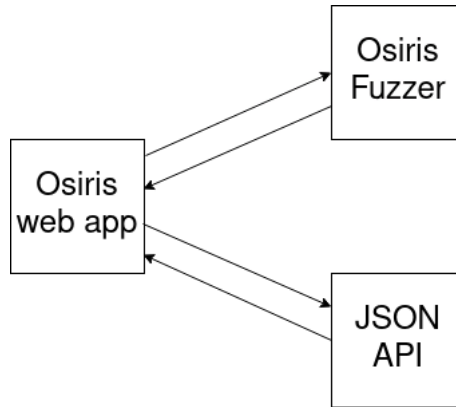 Osiris
Fuzzer
Osiris
web app
JSON
API